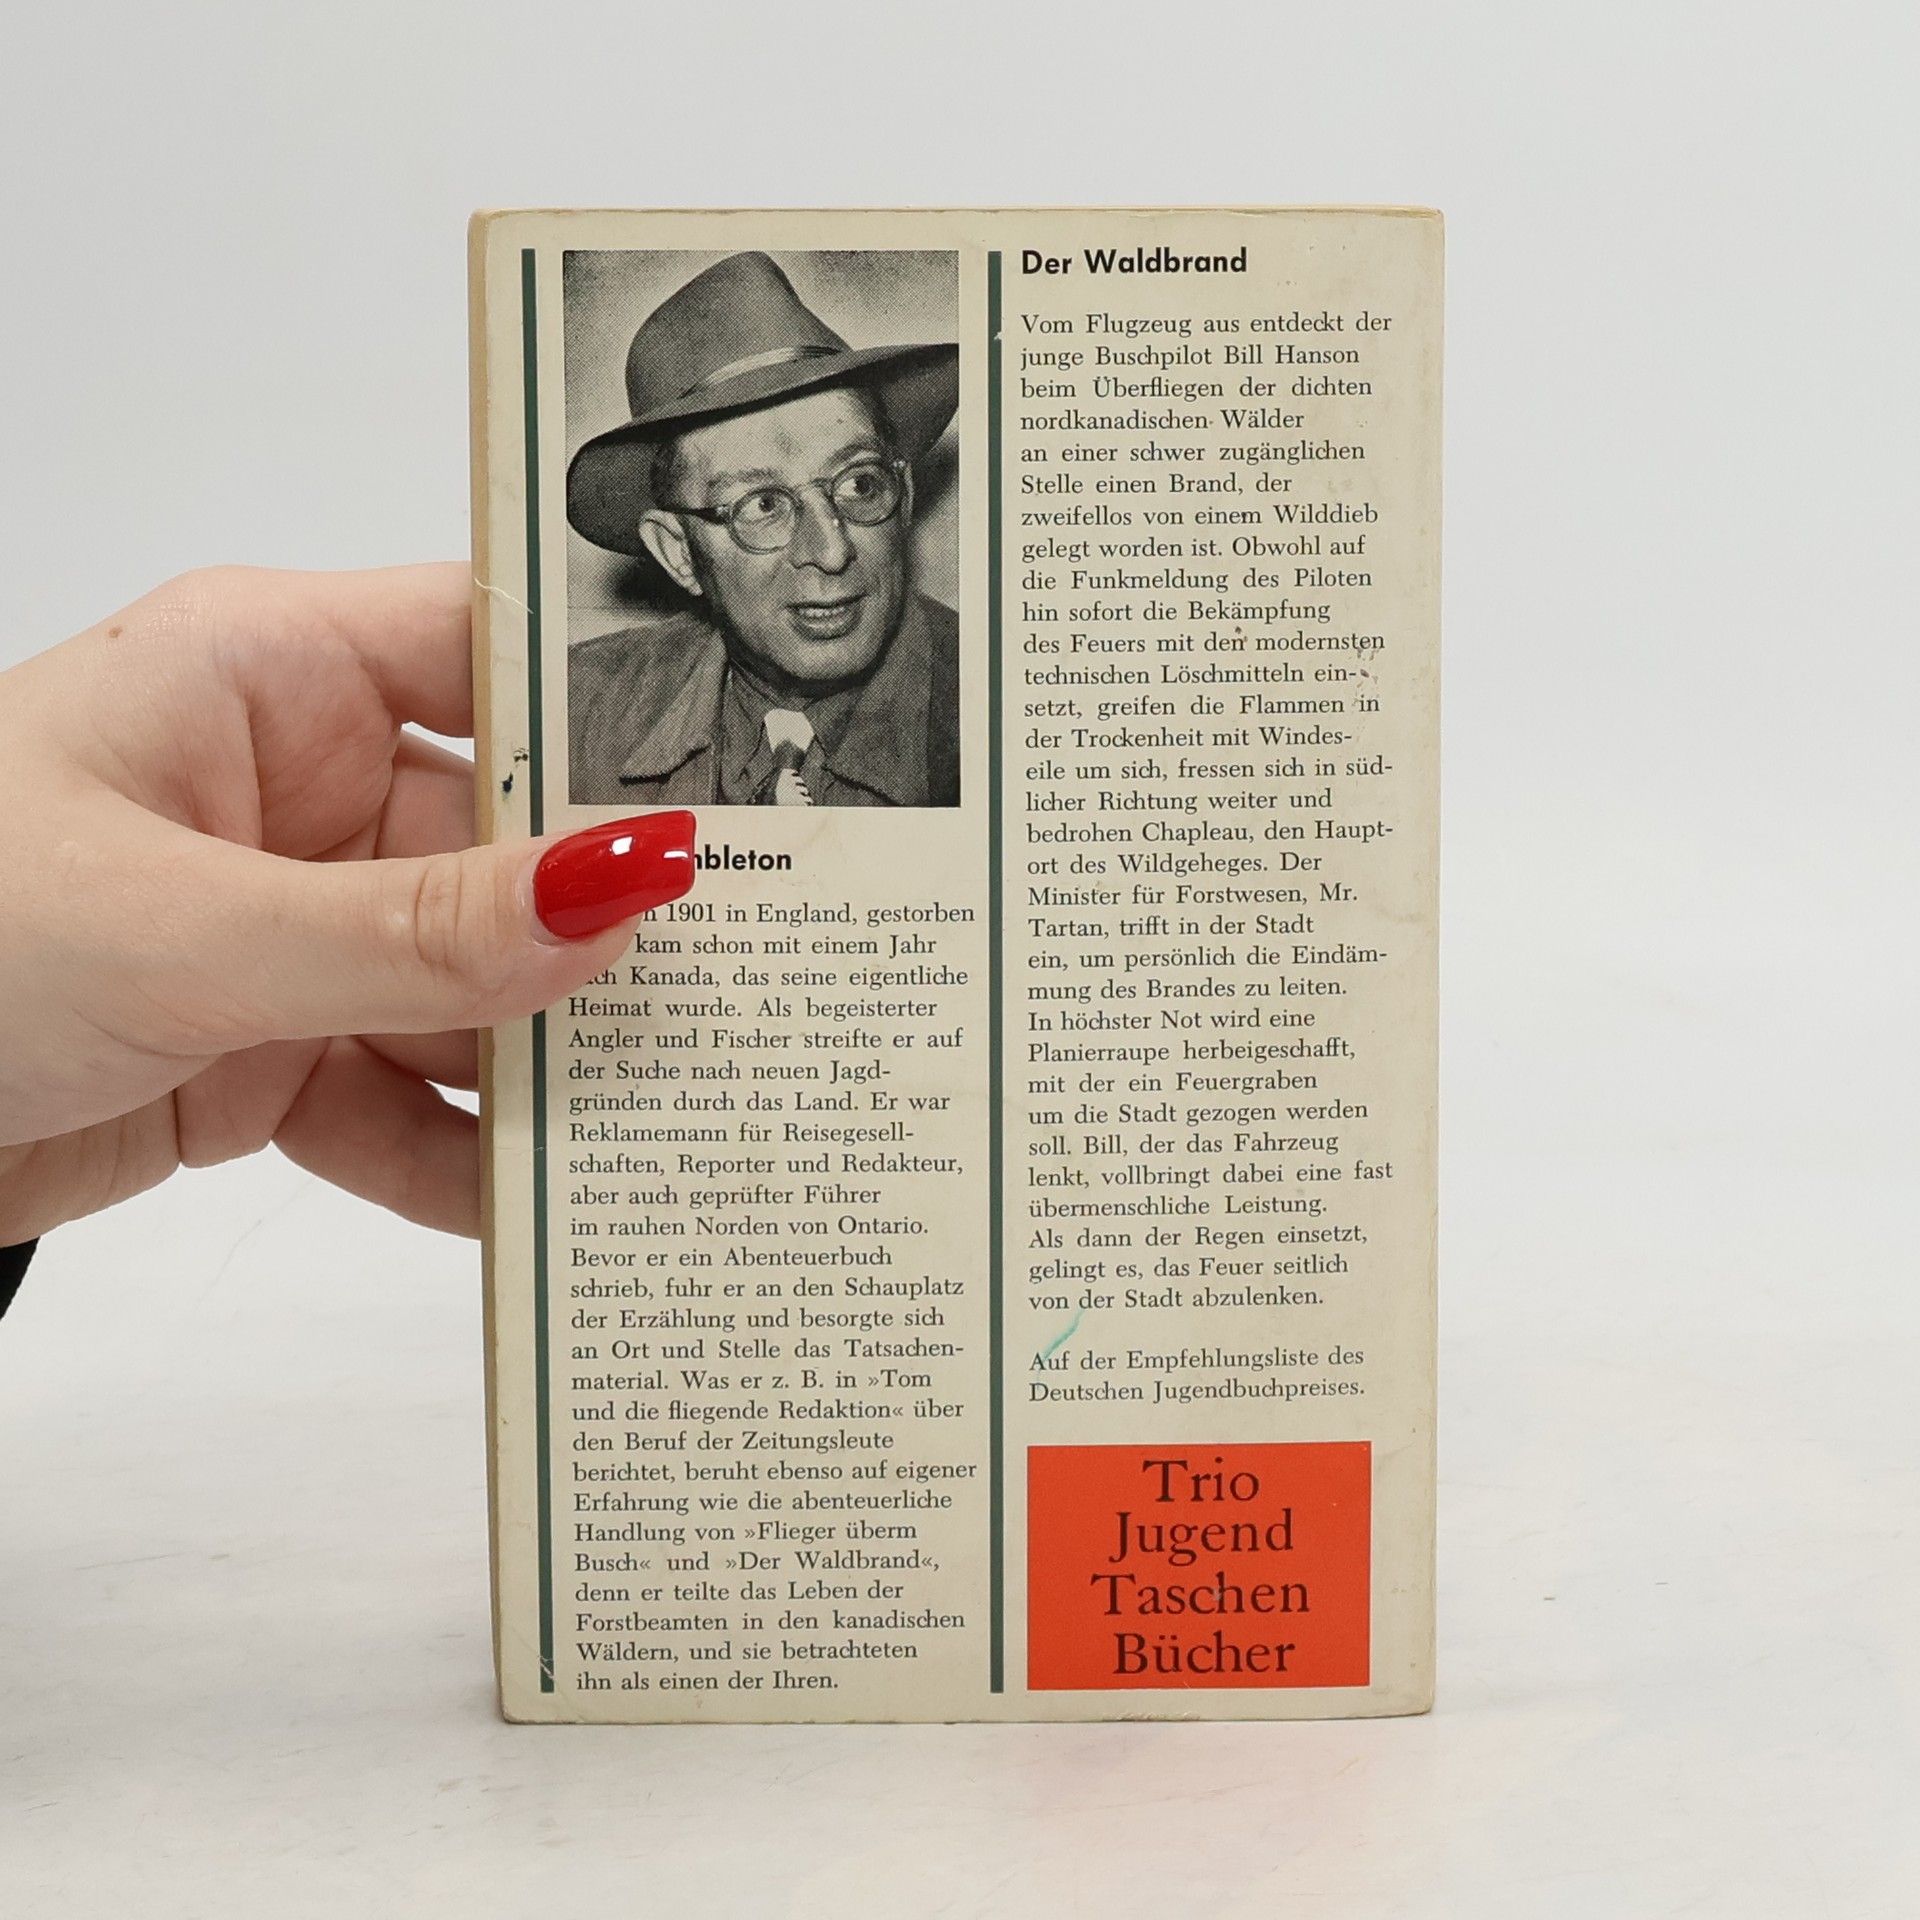 mbleton
1901 in England, gestorben
kam schon mit einem Jahr
Kanada, das seine eigentliche
Heimat wurde. Als begeisterter
Angler und Fischer streifte er auf
der Suche nach neuen Jagd-
gründen durch das Land. Er war
Reklamemann für Reisegesell-
schaften, Reporter und Redakteur,
aber auch geprüfter Führer
im rauhen Norden von Ontario.
Bevor er ein Abenteuerbuch
schrieb, fuhr er an den Schauplatz
der Erzählung und besorgte sich
an Ort und Stelle das Tatsachen-
material. Was er z. B. in »Tom
und die fliegende Redaktion« über
den Beruf der Zeitungsleute
berichtet, beruht ebenso auf eigener
Erfahrung wie die abenteuerliche
Handlung von »Flieger überm
Busch« und »Der Waldbrand«,
denn er teilte das Leben der
Forstbeamten in den kanadischen
Wäldern, und sie betrachteten
ihn als einen der Ihren.
Der Waldbrand
Vom Flugzeug aus entdeckt der
junge Buschpilot Bill Hanson
beim Überfliegen der dichten
nordkanadischen Wälder
an einer schwer zugänglichen
Stelle einen Brand, der
zweifellos von einem Wilddieb
gelegt worden ist. Obwohl auf
die Funkmeldung des Piloten
hin sofort die Bekämpfung
des Feuers mit den modernsten
technischen Löschmitteln ein-
setzt, greifen die Flammen in
der Trockenheit mit Windes-
eile um sich, fressen sich in süd-
licher Richtung weiter und
bedrohen Chapleau, den Haupt-
ort des Wildgeheges. Der
Minister für Forstwesen, Mr.
Tartan, trifft in der Stadt
ein, um persönlich die Eindäm-
mung des Brandes zu leiten.
In höchster Not wird eine
Planierraupe herbeigeschafft,
mit der ein Feuergraben
um die Stadt gezogen werden
soll. Bill, der das Fahrzeug
lenkt, vollbringt dabei eine fast
übermenschliche Leistung.
Als dann der Regen einsetzt,
gelingt es, das Feuer seitlich
von der Stadt abzulenken.
Auf der Empfehlungsliste des
Deutschen Jugendbuchpreises.
Trio
Jugend
Taschen
Bücher